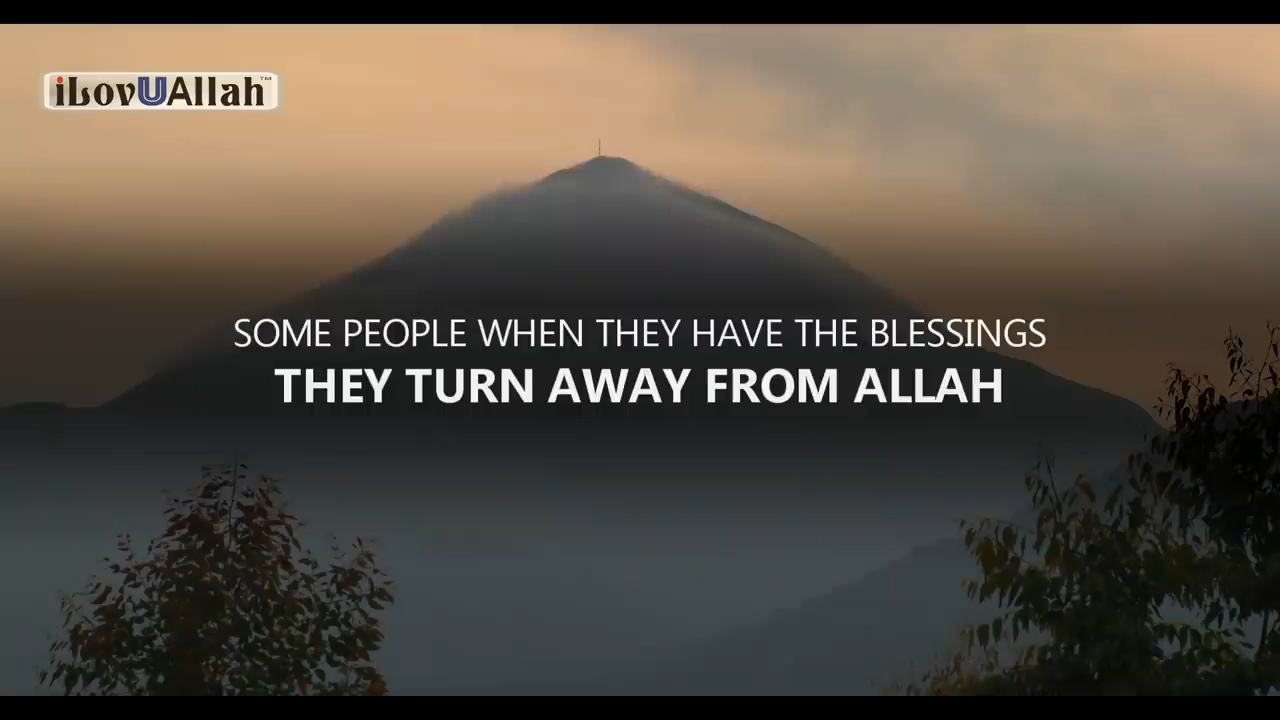 iLovUAllah™
SOME PEOPLE WHEN THEY HAVE THE BLESSINGS
THEY TURN AWAY FROM ALLAH